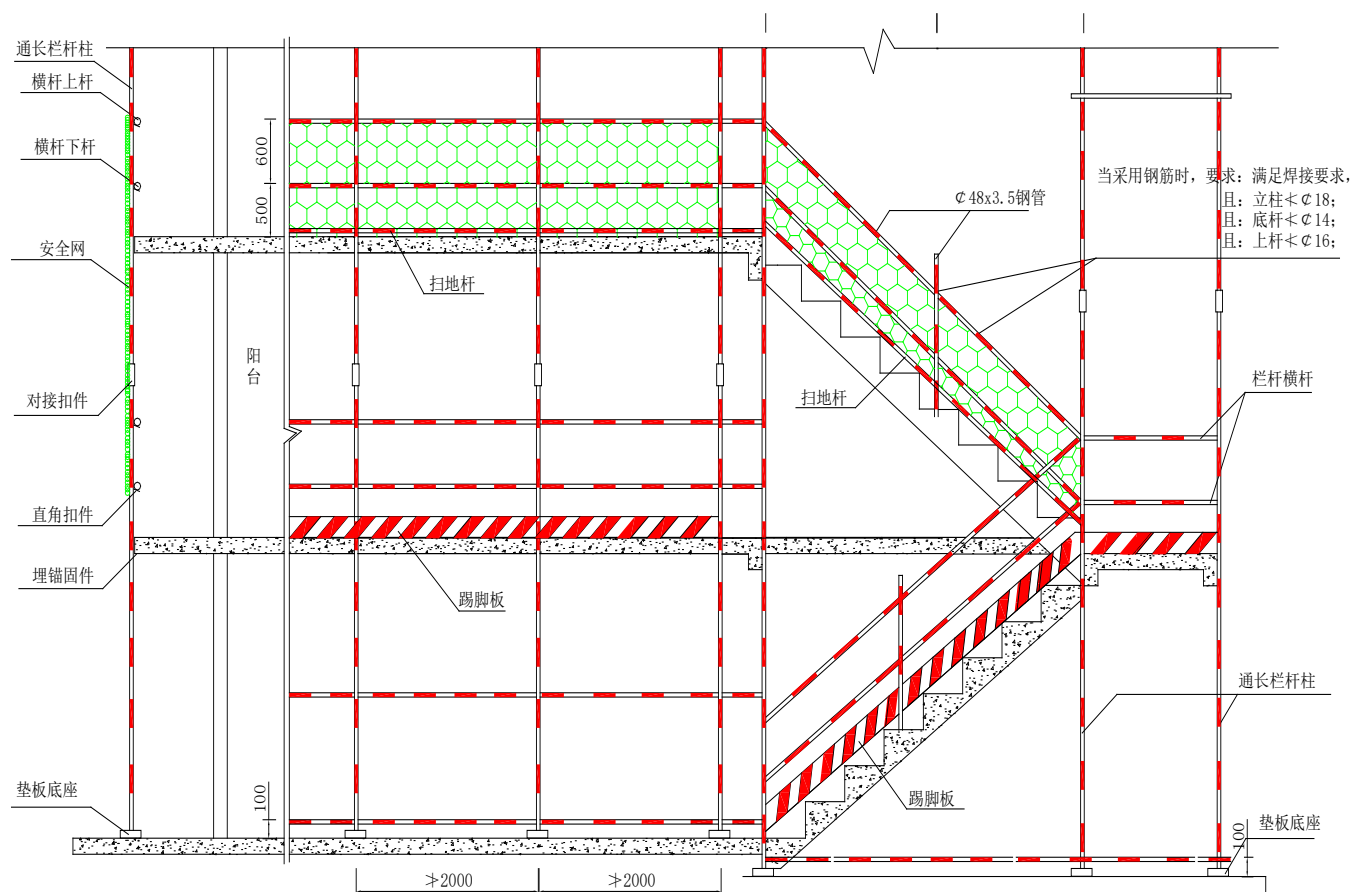 通长栏杆柱
横杆上杆
横杆下杆
安全网
对接扣件
直角扣件
埋锚固件
垫板底座
阳
台
600
500
100
扫地杆
踢脚板
≯2000
≯2000
₵48x3.5钢管
当采用钢筋时，要求：满足焊接要求，
且：立柱<₵18；
且：底杆<₵14；
且：上杆<₵16；
扫地杆
栏杆横杆
通长栏杆柱
踢脚板
垫板底座
100